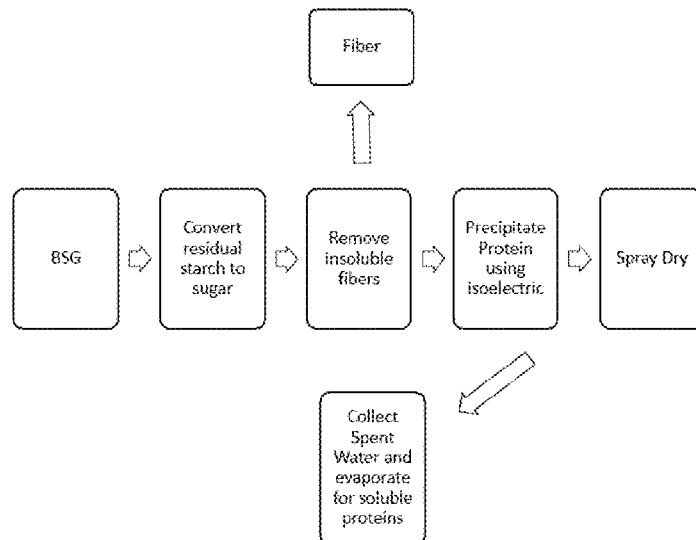 Fiber
BSG
Convert
residual
starch to
sugar
Remove
insoluble
fibers
Precipitate
Protein
using
isoelectric
Spray Dry
Collect
Spent
Water and
evaporate
for soluble
proteins